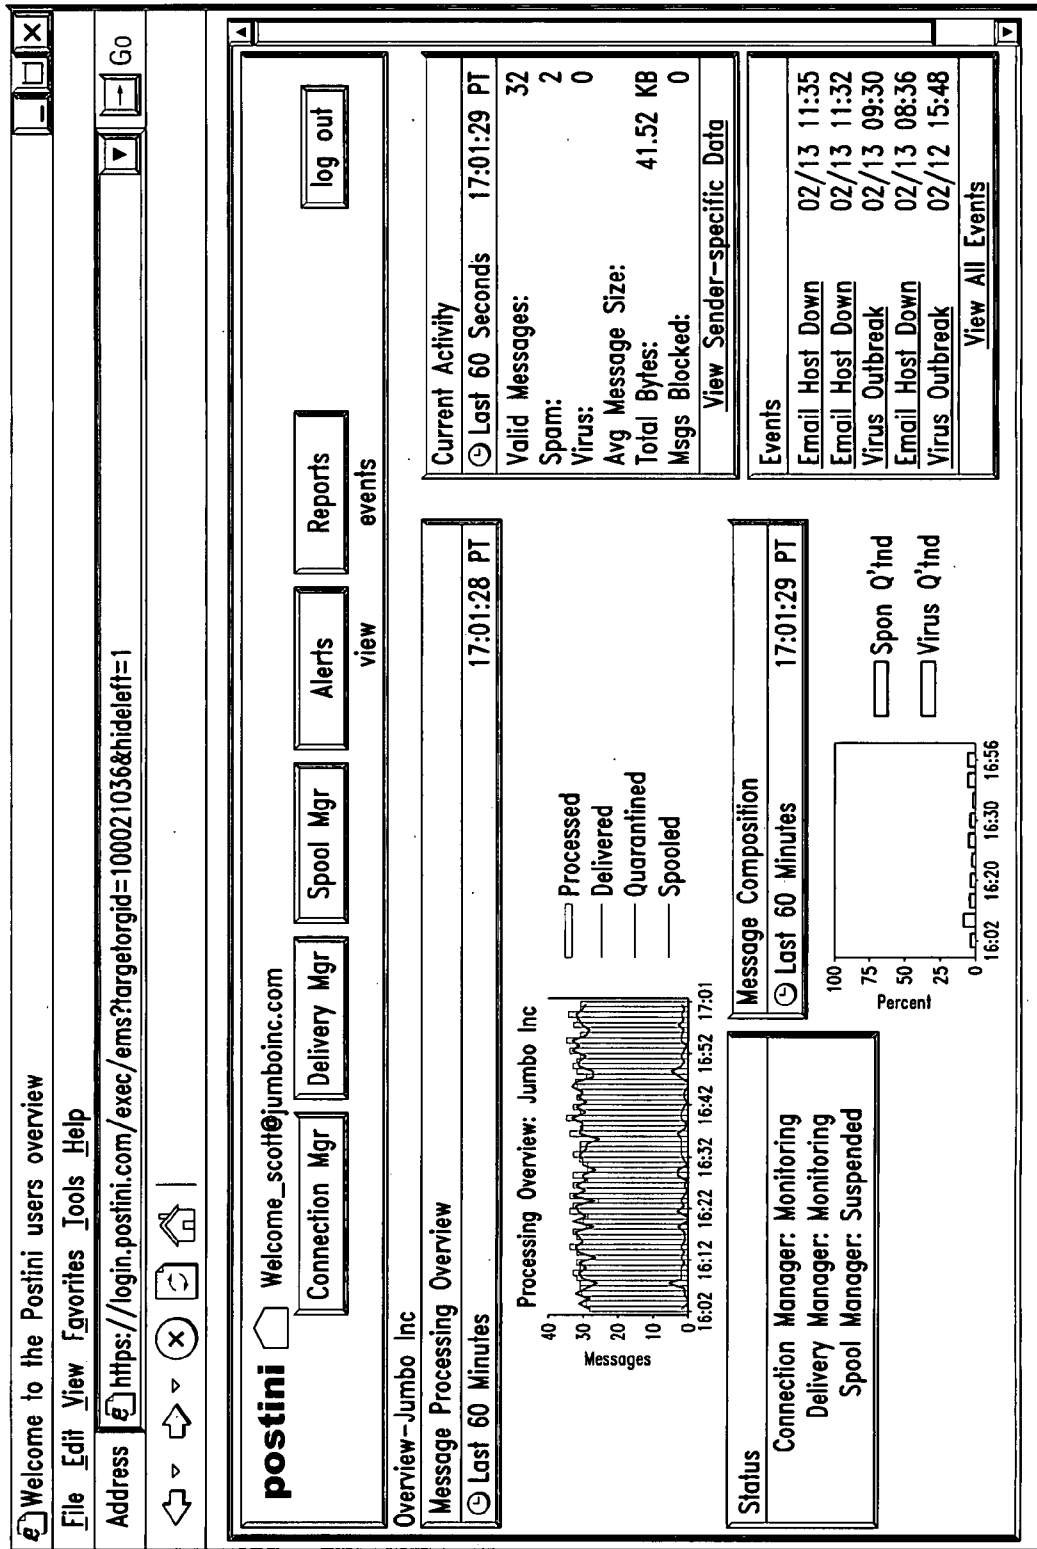 Welcome to the Postini users overview
File Edit View Favorites Tools Help
Address https://login.postini.com/exec/ems?targetorgid=100021036&hideleft=1 Go
postini Welcome_scott@jumboinc.com
Connection Mgr Delivery Mgr Spool Mgr Alerts Reports log out
view events
Overview-Jumbo Inc
Message Processing Overview
Last 60 Minutes 17:01:28 PT
Processing Overview: Jumbo Inc
Messages
40
30
20
10
0
16:02 16:12 16:22 16:32 16:42 16:52 17:01
Processed
Delivered
Quarantined
Spooled
Current Activity
Last 60 Seconds 17:01:29 PT
Valid Messages: 32
Spam: 2
Virus: 0
Avg Message Size:
Total Bytes: 41.52 KB
Msgs Blocked: 0
View Sender-specific Data
Status
Connection Manager: Monitoring
Delivery Manager: Monitoring
Spool Manager: Suspended
Message Composition
Last 60 Minutes 17:01:29 PT
100
75
50
25
0
Percent
16:02 16:20 16:30 16:56
Spon Q'tnd
Virus Q'tnd
Events
Email Host Down 02/13 11:35
Email Host Down 02/13 11:32
Virus Outbreak 02/13 09:30
Email Host Down 02/13 08:36
Virus Outbreak 02/12 15:48
View All Events